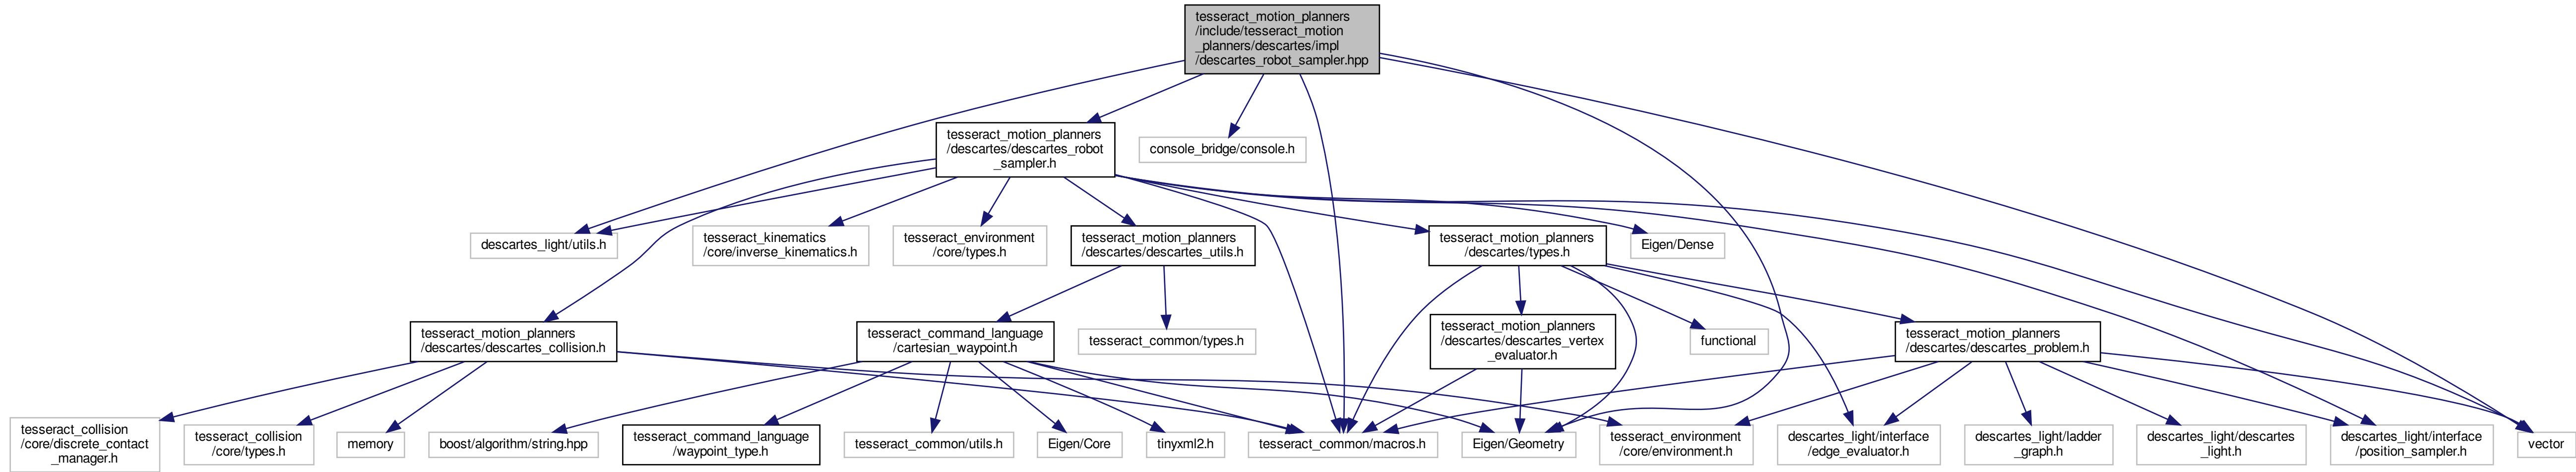 tesseract_motion_planners
/include/tesseract_motion
_planners/descartes/impl
/descartes_robot_sampler.hpp
tesseract_motion_planners
/descartes/descartes_robot
_sampler.h
console_bridge/console.h
descartes_light/utils.h
tesseract_kinematics
/core/inverse_kinematics.h
tesseract_environment
/core/types.h
tesseract_motion_planners
/descartes/descartes_utils.h
tesseract_motion_planners
/descartes/types.h
Eigen/Dense
tesseract_motion_planners
/descartes/descartes_collision.h
tesseract_command_language
/cartesian_waypoint.h
tesseract_common/types.h
tesseract_motion_planners
/descartes/descartes_vertex
_evaluator.h
functional
tesseract_motion_planners
/descartes/descartes_problem.h
tesseract_collision
/core/discrete_contact
_manager.h
tesseract_collision
/core/types.h
memory
boost/algorithm/string.hpp
tesseract_command_language
/waypoint_type.h
tesseract_common/utils.h
Eigen/Core
tinyxml2.h
tesseract_common/macros.h
Eigen/Geometry
tesseract_environment
/core/environment.h
descartes_light/interface
/edge_evaluator.h
descartes_light/ladder
_graph.h
descartes_light/descartes
_light.h
descartes_light/interface
/position_sampler.h
vector